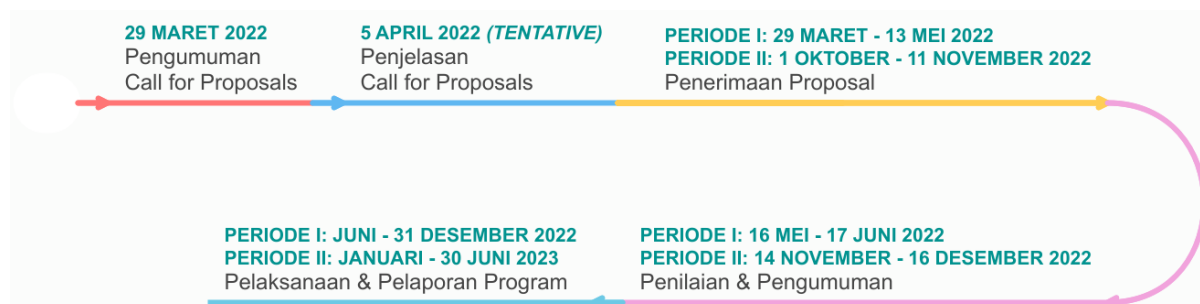 29 MARET 2022
Pengumuman
Call for Proposals
5 APRIL 2022 (TENTATIVE)
Penjelasan
Call for Proposals
PERIODE I: 29 MARET - 13 MEI 2022
PERIODE II: 1 OKTOBER - 11 NOVEMBER 2022
Penerimaan Proposal
PERIODE I: 16 MEI - 17 JUNI 2022
PERIODE II: 14 NOVEMBER - 16 DESEMBER 2022
Penilaian & Pengumuman
PERIODE I: JUNI - 31 DESEMBER 2022
PERIODE II: JANUARI - 30 JUNI 2023
Pelaksanaan & Pelaporan Program